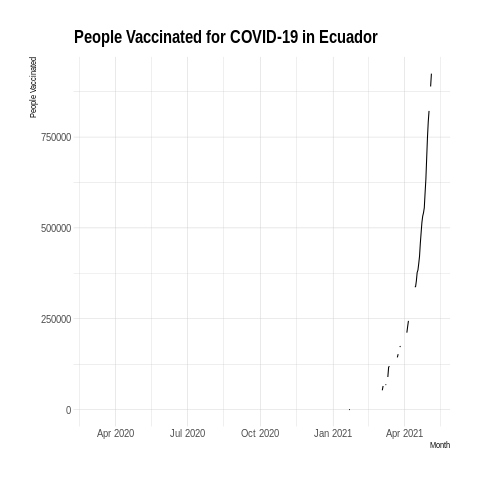 People Vaccinated for COVID-19 in Ecuador
People Vaccinated
750000
500000
250000
0
Apr 2020 Jul 2020 Oct 2020 Jan 2021 Apr 2021
Month